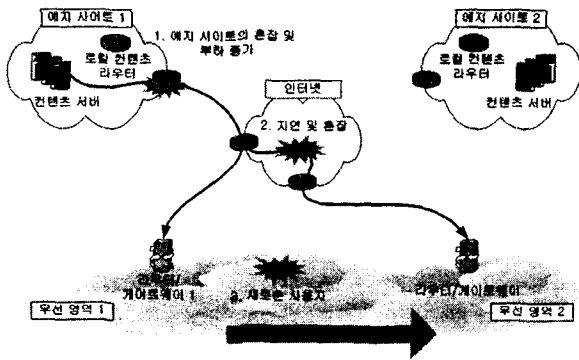 에지 사이트 1
1. 에지 사이트의 혼잡 및
부하 증가
로컬 컨텐츠
라우터
컨텐츠 서버
인터넷
2. 지연 및 혼잡
에지 사이트 2
로컬 컨텐츠
라우터
컨텐츠 서버
라우터/
게이트웨이 1
3. 새로운 사용자
라우터/게이트웨이
무선 영역 1
무선 영역 2